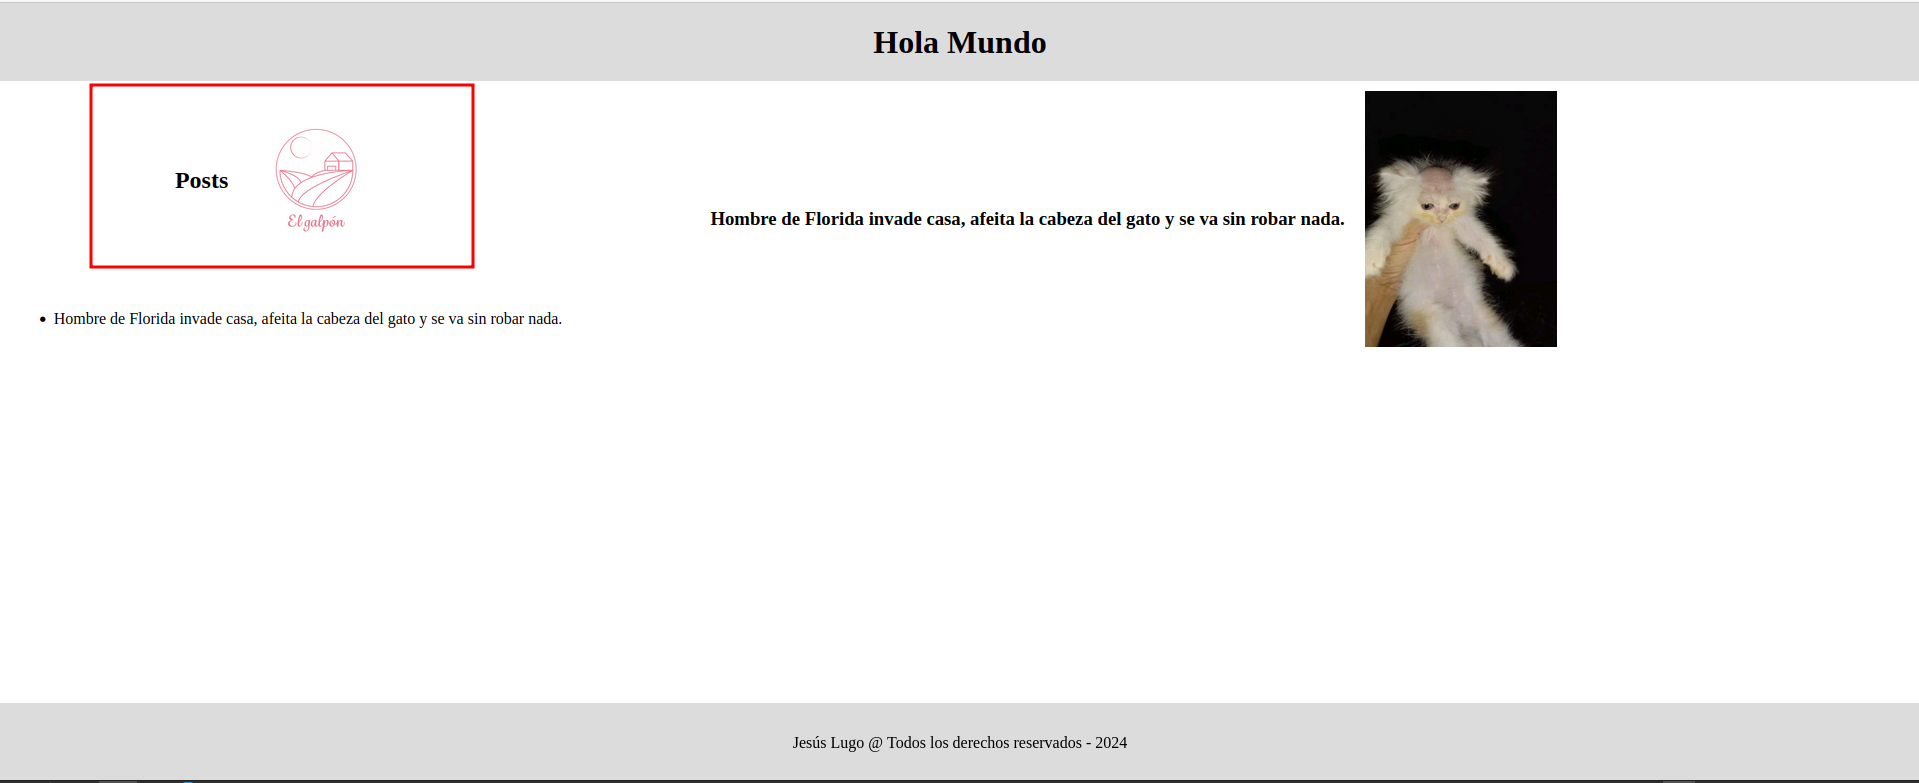 Hola Mundo
Posts
El galpón
Hombre de Florida invade casa, afeita la cabeza del gato y se va sin robar nada.
Hombre de Florida invade casa, afeita la cabeza del gato y se va sin robar nada.
Jesús Lugo @ Todos los derechos reservados - 2024